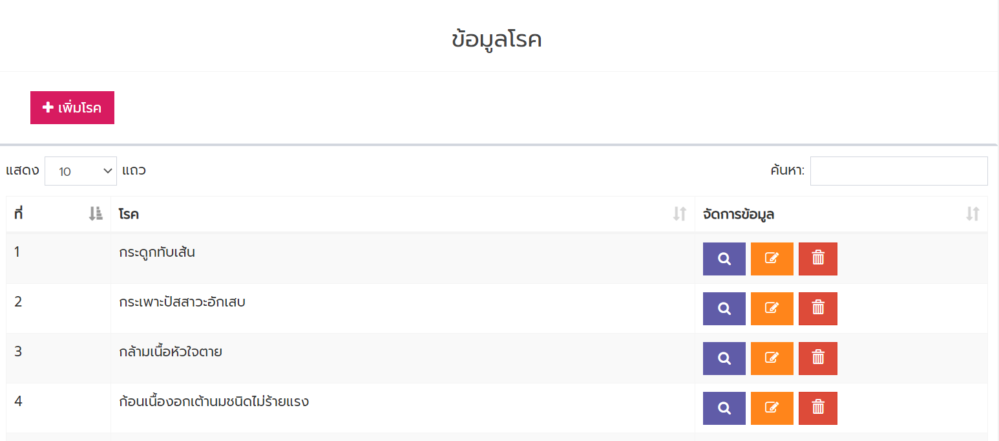 ข้อมูลโรค
เพิ่มโรค
แสดง 10 แถว ค้นหา:
ที่ โรค จัดการข้อมูล
1 กระดูกทับเส้น
2 กระเพาะปัสสาวะอักเสบ
3 กล้ามเนื้อหัวใจตาย
4 ก้อนเนื้องอกเต้านมชนิดไม่ร้ายแรง